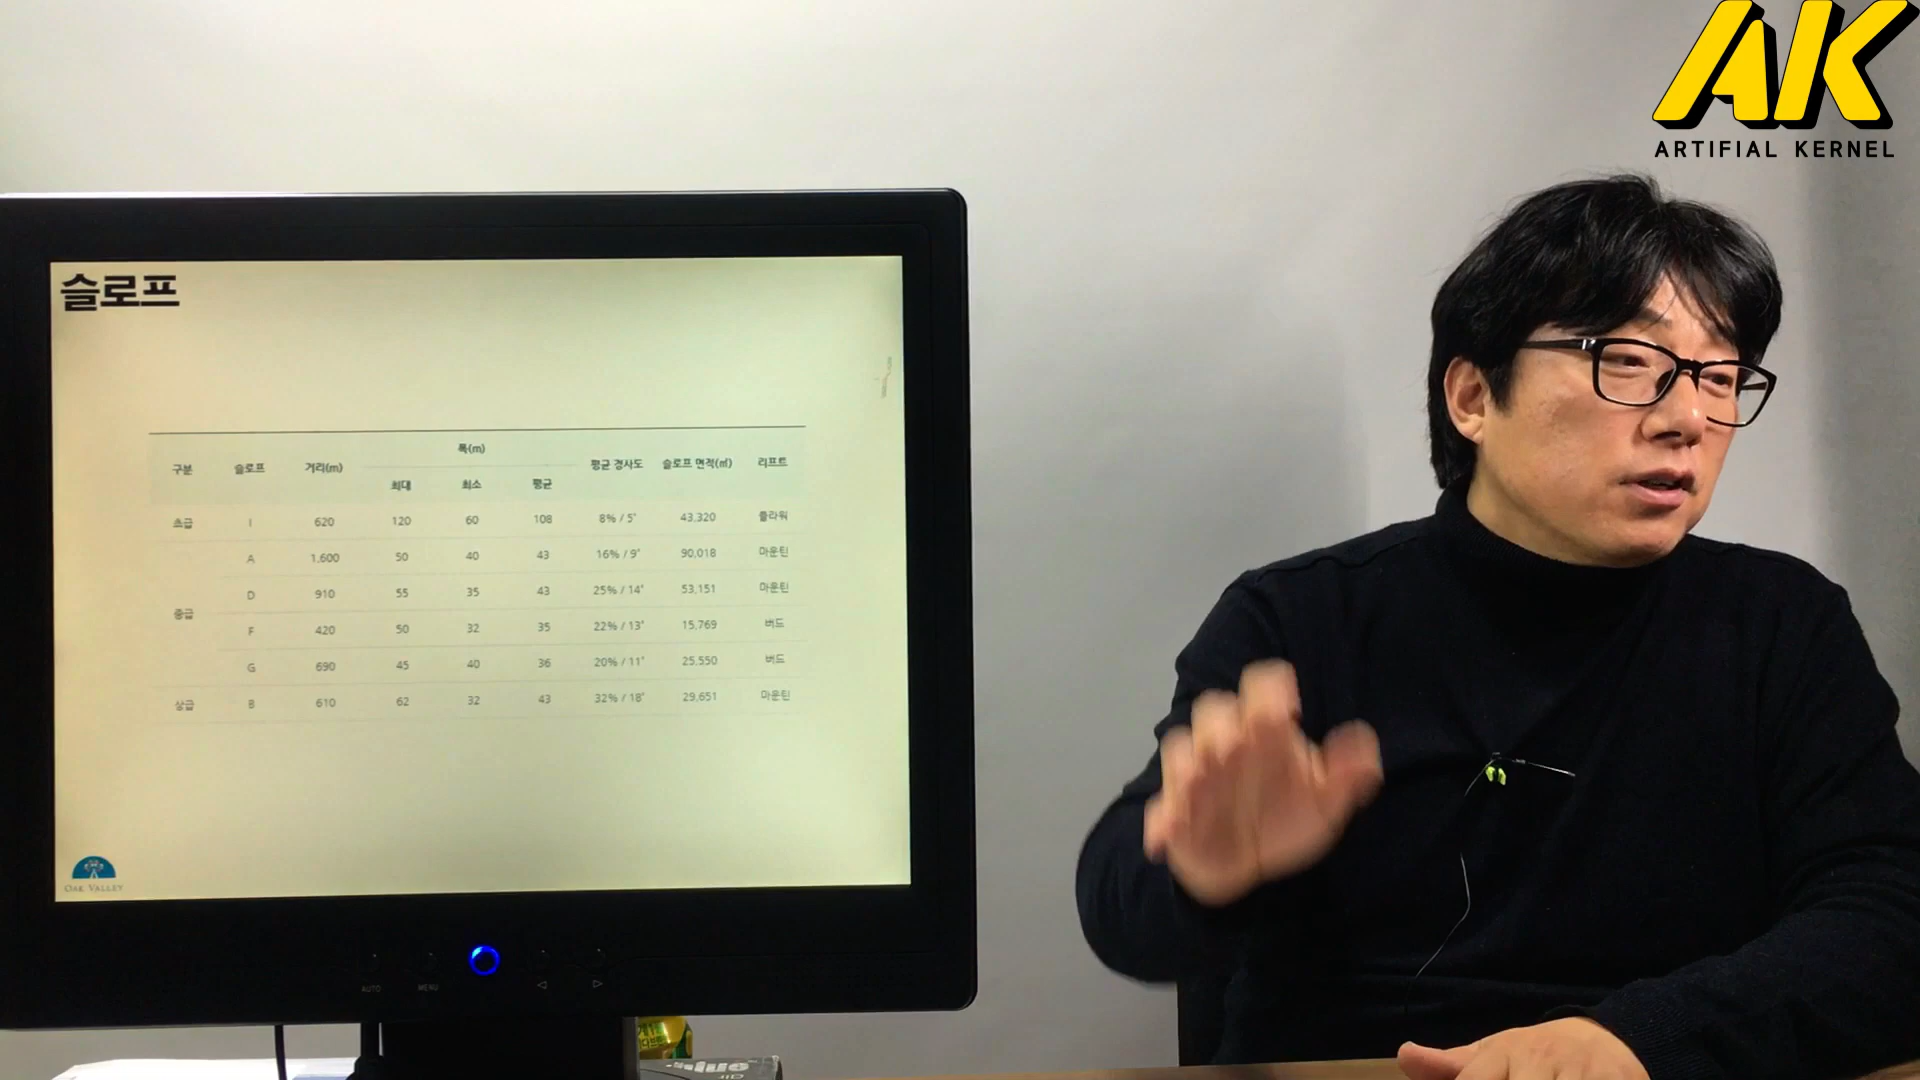 AK
ARTIFIAL KERNEL
슬로프
구분 슬로프 거리(m) 폭(m) 평균 경사도 슬로프 면적(㎡) 리프트
최대 최소 평균
초급 I 620 120 60 108 8% / 5˚ 43,320 플라워
A 1,600 50 40 43 16% / 9˚ 90,018 마운틴
중급 D 910 55 35 43 25% / 14˚ 53,151 마운틴
F 420 50 32 35 22% / 13˚ 15,769 버드
G 690 45 40 36 20% / 11˚ 25,550 버드
상급 B 610 62 32 43 32% / 18˚ 29,651 마운틴
OAK VALLEY
AUTO MENU